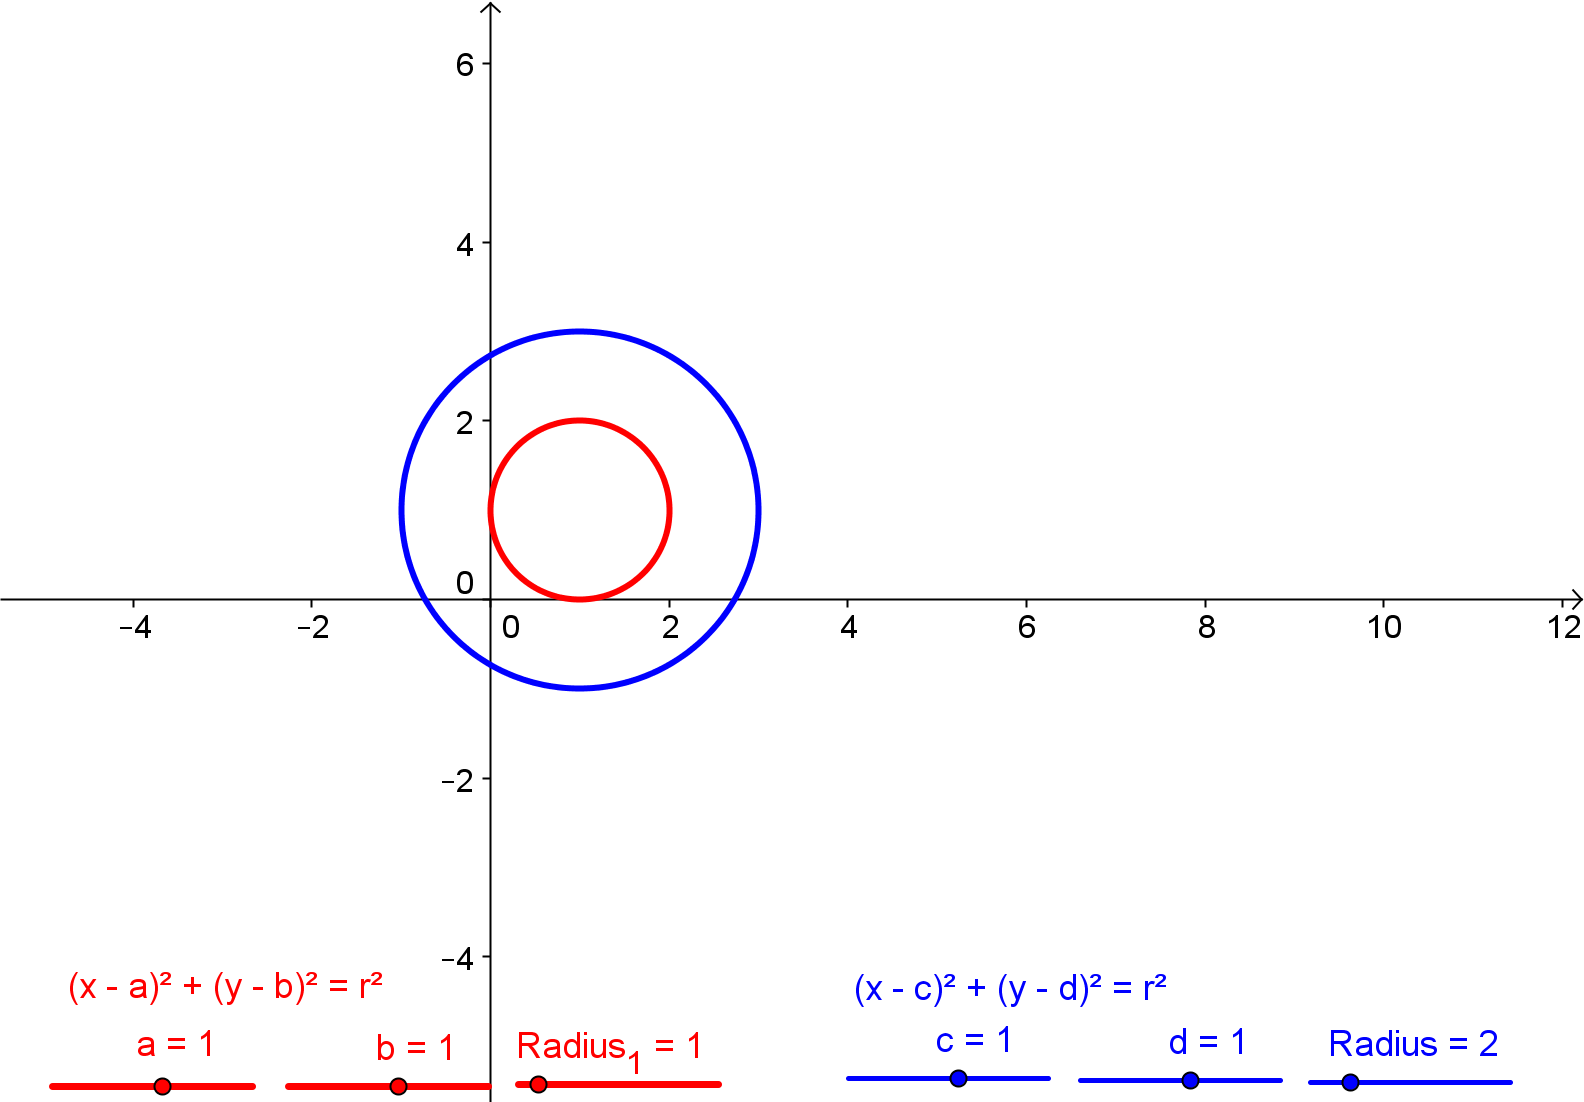 6
4
2
0
−4 −2 0 2 4 6 8 10 12
−2
−4
(x - a)² + (y - b)² = r²
(x - c)² + (y - d)² = r²
a = 1
b = 1
Radius₁ = 1
c = 1
d = 1
Radius = 2